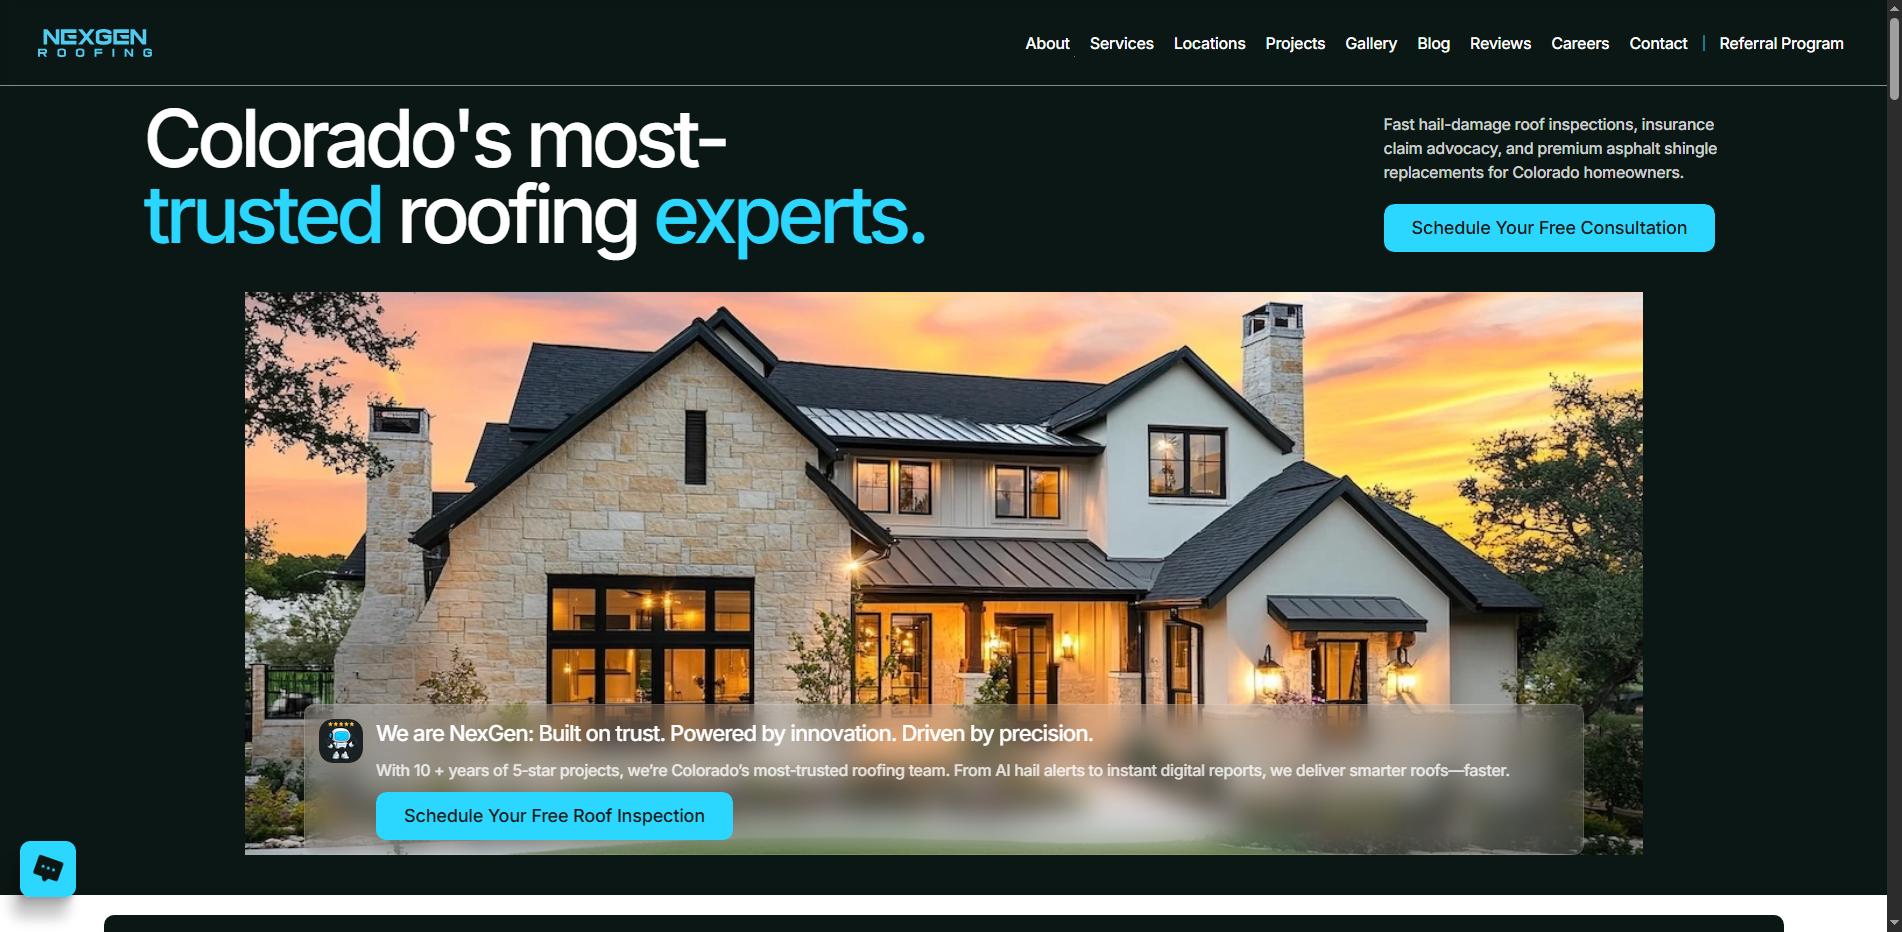 NEXGEN
ROOFING
About Services Locations Projects Gallery Blog Reviews Careers Contact | Referral Program
Colorado's most-
trusted roofing experts.
Fast hail-damage roof inspections, insurance
claim advocacy, and premium asphalt shingle
replacements for Colorado homeowners.
Schedule Your Free Consultation
We are NexGen: Built on trust. Powered by innovation. Driven by precision.
With 10 + years of 5-star projects, we’re Colorado’s most-trusted roofing team. From AI hail alerts to instant digital reports, we deliver smarter roofs—faster.
Schedule Your Free Roof Inspection